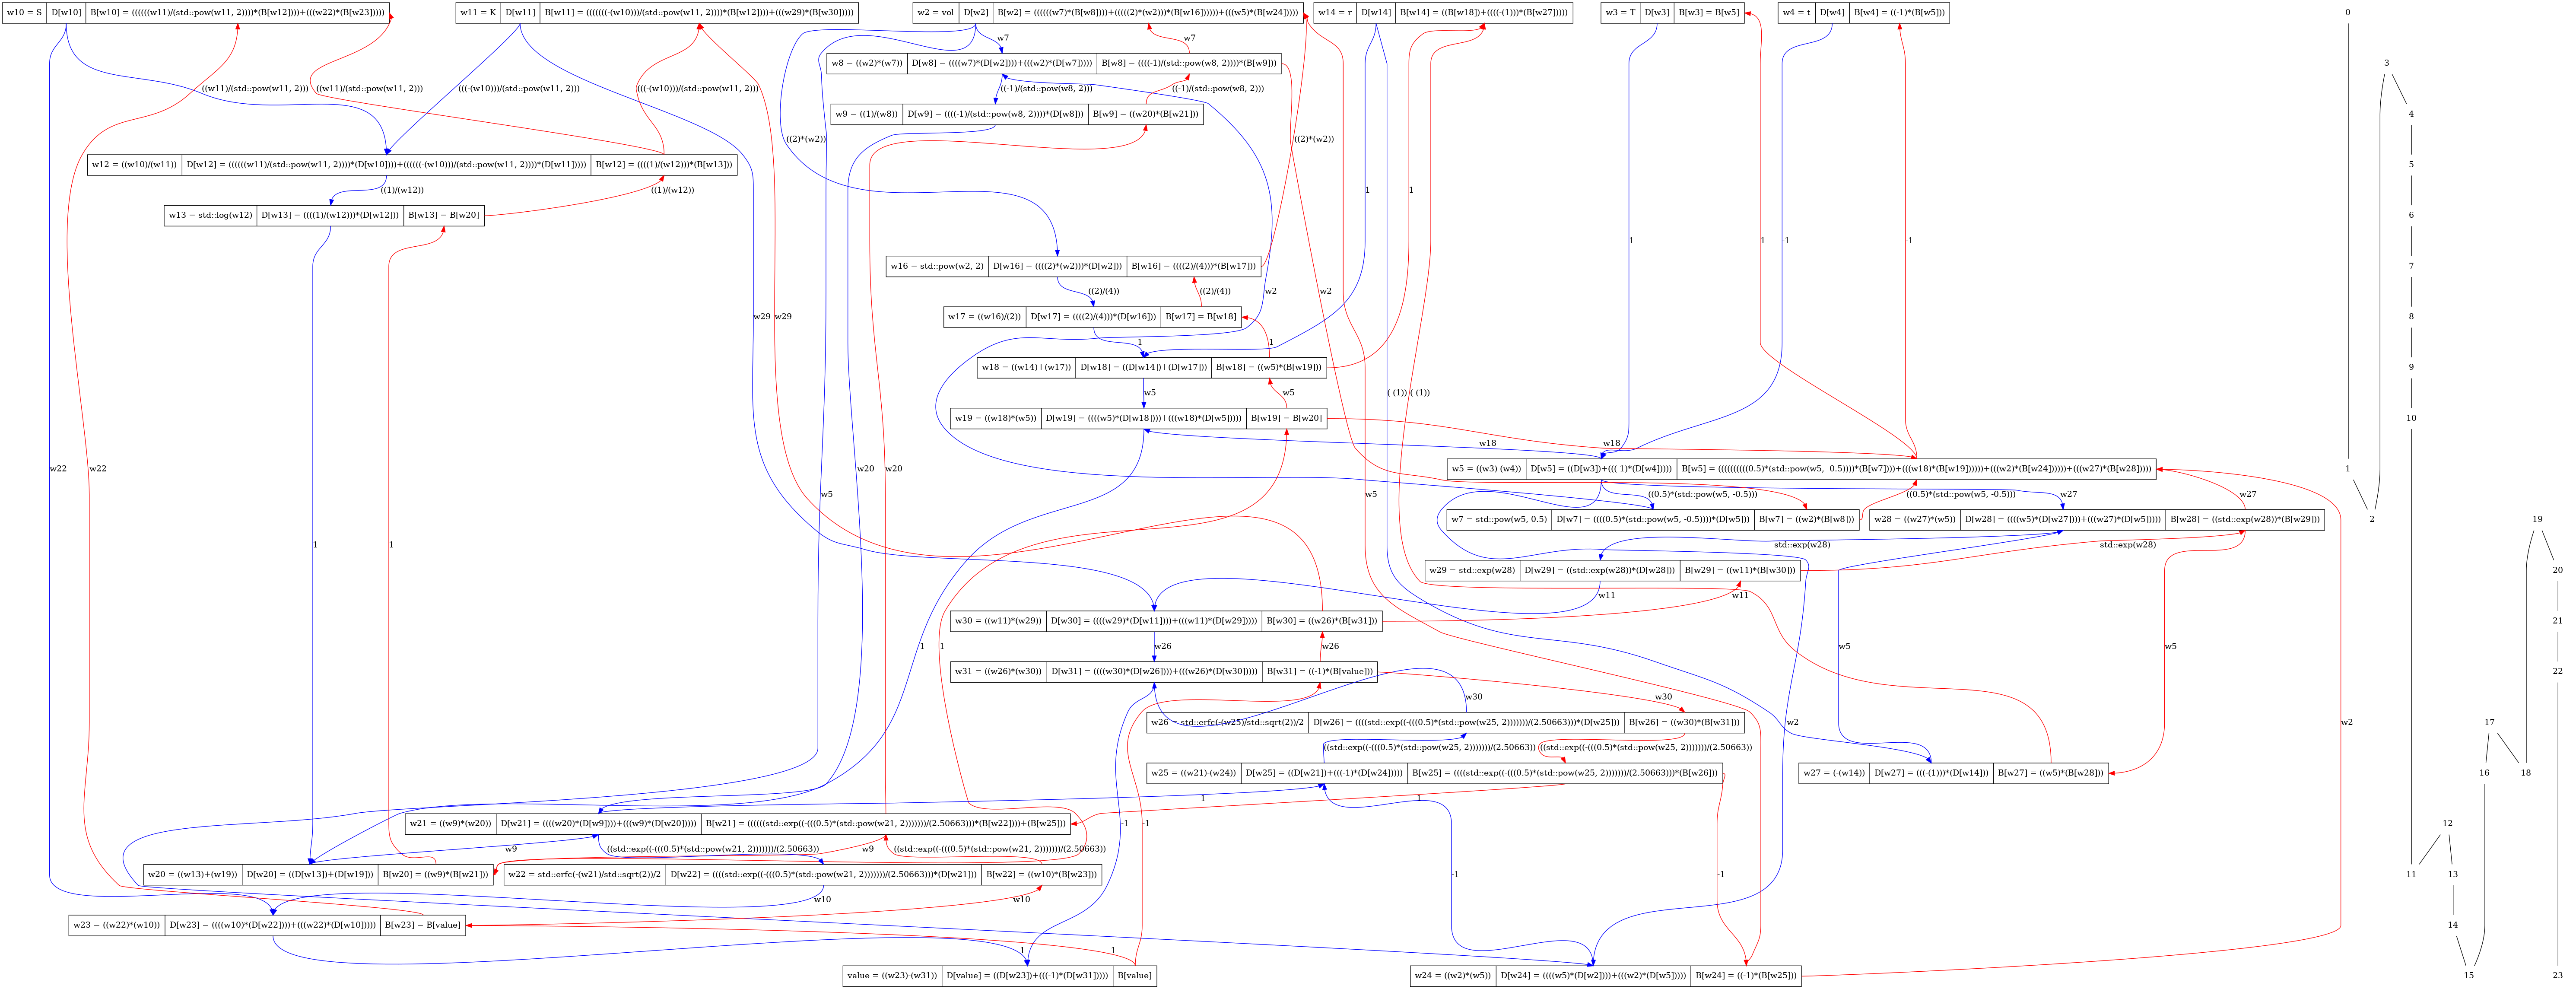 w10 = S D[w10] B[w10] = ((((((w11)/(std::pow(w11, 2))))*(B[w12])))+(((w22)*(B[w23]))))
w11 = K D[w11] B[w11] = (((((((-(w10)))/(std::pow(w11, 2))))*(B[w12])))+(((w29)*(B[w30]))))
w2 = vol D[w2] B[w2] = ((((((w7)*(B[w8])))+(((((2)*(w2)))*(B[w16])))))+(((w5)*(B[w24]))))
w14 = r D[w14] B[w14] = ((B[w18])+((((-(1)))*(B[w27]))))
w3 = T D[w3] B[w3] = B[w5]
w4 = t D[w4] B[w4] = ((-1)*(B[w5]))
0
w7
w7
w8 = ((w2)*(w7)) D[w8] = ((((w7)*(D[w2])))+(((w2)*(D[w7])))) B[w8] = ((((-1)/(std::pow(w8, 2))))*(B[w9]))
3
((w11)/(std::pow(w11, 2)))
((w11)/(std::pow(w11, 2)))
(((-(w10)))/(std::pow(w11, 2)))
(((-(w10)))/(std::pow(w11, 2)))
((-1)/(std::pow(w8, 2)))
((-1)/(std::pow(w8, 2)))
w9 = ((1)/(w8)) D[w9] = ((((-1)/(std::pow(w8, 2))))*(D[w8])) B[w9] = ((w20)*(B[w21]))
4
((2)*(w2))
((2)*(w2))
w12 = ((w10)/(w11)) D[w12] = ((((((w11)/(std::pow(w11, 2))))*(D[w10])))+((((((-(w10)))/(std::pow(w11, 2))))*(D[w11])))) B[w12] = ((((1)/(w12)))*(B[w13]))
5
((1)/(w12))
((1)/(w12))
1
1
w13 = std::log(w12) D[w13] = ((((1)/(w12)))*(D[w12])) B[w13] = B[w20]
6
1
1
-1
-1
7
w16 = std::pow(w2, 2) D[w16] = ((((2)*(w2)))*(D[w2])) B[w16] = ((((2)/(4)))*(B[w17]))
((2)/(4))
((2)/(4))
w2
w2
w29
w29
w17 = ((w16)/(2)) D[w17] = ((((2)/(4)))*(D[w16])) B[w17] = B[w18]
8
1
1
w18 = ((w14)+(w17)) D[w18] = ((D[w14])+(D[w17])) B[w18] = ((w5)*(B[w19]))
9
w5
w5
(-(1))
(-(1))
w19 = ((w18)*(w5)) D[w19] = ((((w5)*(D[w18])))+(((w18)*(D[w5])))) B[w19] = B[w20]
10
w18
w18
w22
w22
w20
w20
w5 = ((w3)-(w4)) D[w5] = ((D[w3])+(((-1)*(D[w4])))) B[w5] = ((((((((((0.5)*(std::pow(w5, -0.5))))*(B[w7])))+(((w18)*(B[w19])))))+(((w2)*(B[w24])))))+(((w27)*(B[w28]))))
1
w5
w5
((0.5)*(std::pow(w5, -0.5)))
((0.5)*(std::pow(w5, -0.5)))
w27
w27
w7 = std::pow(w5, 0.5) D[w7] = ((((0.5)*(std::pow(w5, -0.5))))*(D[w5])) B[w7] = ((w2)*(B[w8]))
w28 = ((w27)*(w5)) D[w28] = ((((w5)*(D[w27])))+(((w27)*(D[w5])))) B[w28] = ((std::exp(w28))*(B[w29]))
2
19
1
1
std::exp(w28)
std::exp(w28)
w29 = std::exp(w28) D[w29] = ((std::exp(w28))*(D[w28])) B[w29] = ((w11)*(B[w30]))
20
w11
w11
w30 = ((w11)*(w29)) D[w30] = ((((w29)*(D[w11])))+(((w11)*(D[w29])))) B[w30] = ((w26)*(B[w31]))
21
1
1
w26
w26
w5
w5
w31 = ((w26)*(w30)) D[w31] = ((((w30)*(D[w26])))+(((w26)*(D[w30])))) B[w31] = ((-1)*(B[value]))
22
w30
w30
w26 = std::erfc(-(w25)/std::sqrt(2))/2 D[w26] = ((((std::exp((-(((0.5)*(std::pow(w25, 2)))))))/(2.50663)))*(D[w25])) B[w26] = ((w30)*(B[w31]))
w2
w2
17
((std::exp((-(((0.5)*(std::pow(w25, 2)))))))/(2.50663))
((std::exp((-(((0.5)*(std::pow(w25, 2)))))))/(2.50663))
w25 = ((w21)-(w24)) D[w25] = ((D[w21])+(((-1)*(D[w24])))) B[w25] = ((((std::exp((-(((0.5)*(std::pow(w25, 2)))))))/(2.50663)))*(B[w26]))
w27 = (-(w14)) D[w27] = (((-(1)))*(D[w14])) B[w27] = ((w5)*(B[w28]))
16
18
1
1
w21 = ((w9)*(w20)) D[w21] = ((((w20)*(D[w9])))+(((w9)*(D[w20])))) B[w21] = ((((((std::exp((-(((0.5)*(std::pow(w21, 2)))))))/(2.50663)))*(B[w22])))+(B[w25]))
-1
-1
12
w9
((std::exp((-(((0.5)*(std::pow(w21, 2)))))))/(2.50663))
w9
((std::exp((-(((0.5)*(std::pow(w21, 2)))))))/(2.50663))
w20 = ((w13)+(w19)) D[w20] = ((D[w13])+(D[w19])) B[w20] = ((w9)*(B[w21]))
w22 = std::erfc(-(w21)/std::sqrt(2))/2 D[w22] = ((((std::exp((-(((0.5)*(std::pow(w21, 2)))))))/(2.50663)))*(D[w21])) B[w22] = ((w10)*(B[w23]))
-1
-1
11
13
w10
w10
w23 = ((w22)*(w10)) D[w23] = ((((w10)*(D[w22])))+(((w22)*(D[w10])))) B[w23] = B[value]
14
1
1
value = ((w23)-(w31)) D[value] = ((D[w23])+(((-1)*(D[w31])))) B[value]
w24 = ((w2)*(w5)) D[w24] = ((((w5)*(D[w2])))+(((w2)*(D[w5])))) B[w24] = ((-1)*(B[w25]))
15
23